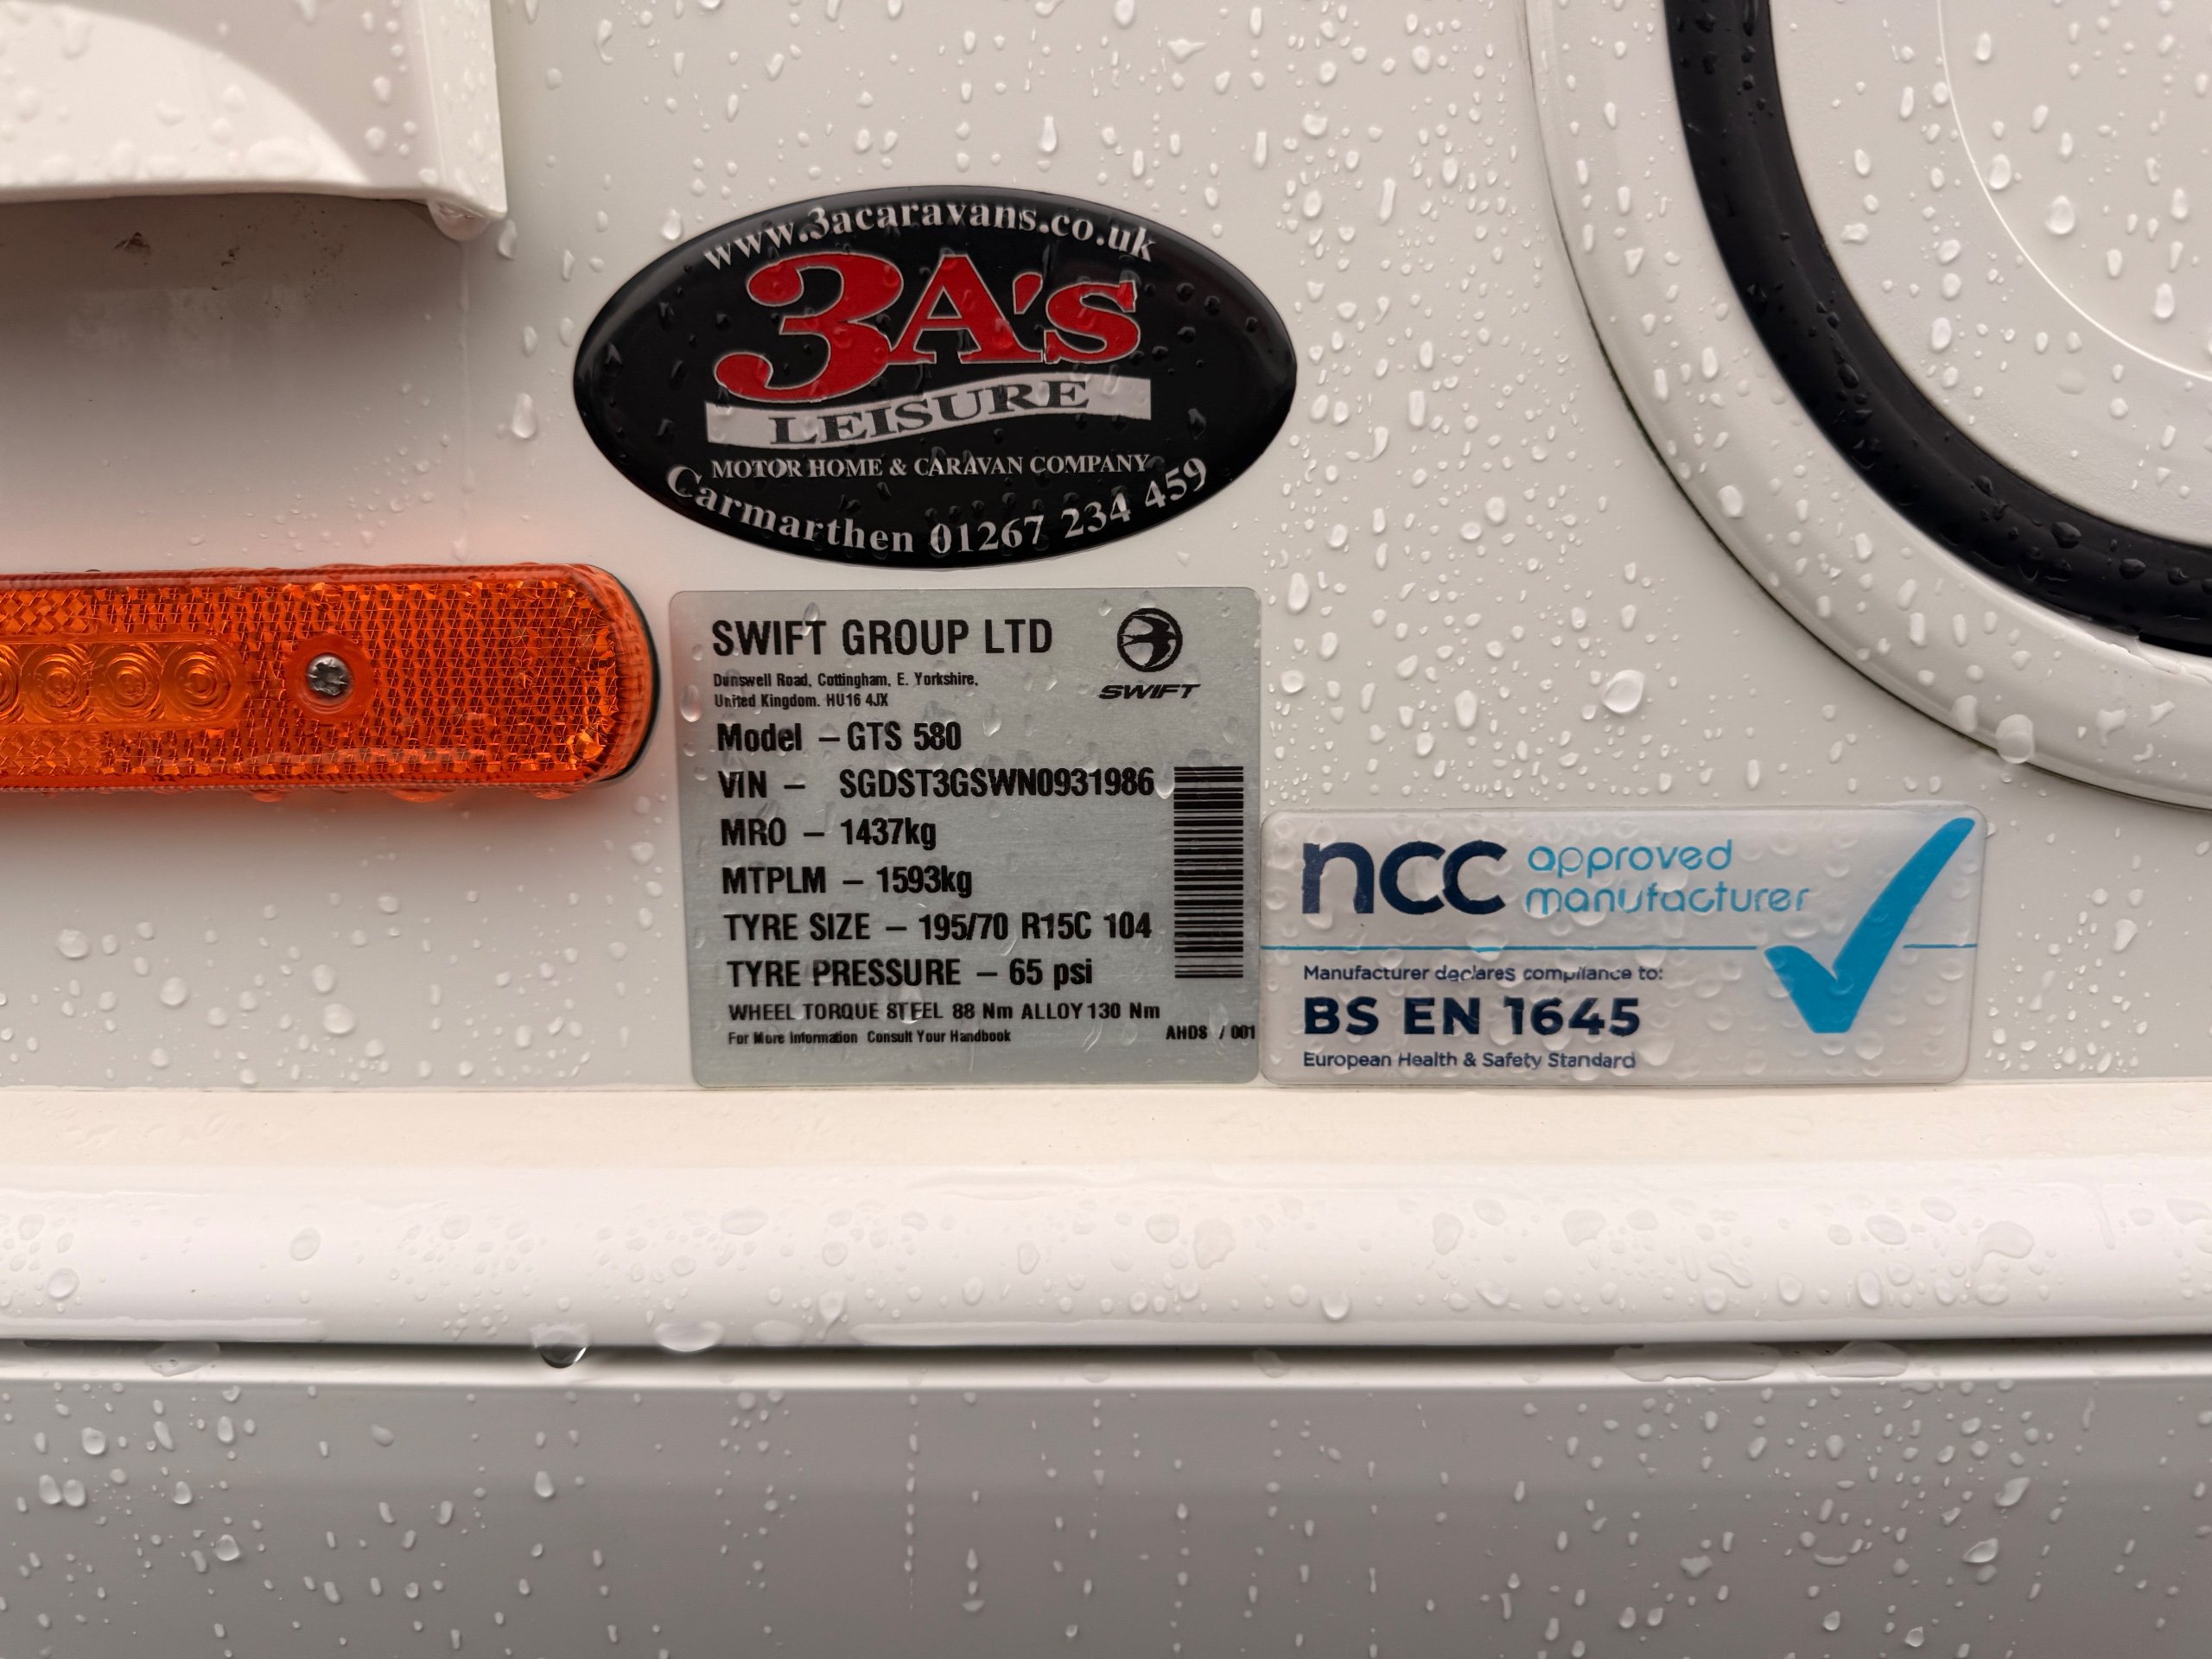 www.3acaravans.co.uk
3A's
LEISURE
MOTOR HOME & CARAVAN COMPANY
Carmarthen 01267 234 459
SWIFT GROUP LTD
Dunswell Road, Cottingham, E. Yorkshire,
United Kingdom. HU16 4JX
SWIFT
Model – GTS 580
VIN – SGDST3GSWN0931986
MRO – 1437kg
MTPLM – 1593kg
TYRE SIZE – 195/70 R15C 104
TYRE PRESSURE – 65 psi
WHEEL TORQUE STEEL 88 Nm ALLOY 130 Nm
For More Information Consult Your Handbook
AHDS / 001
ncc approved
manufacturer
Manufacturer declares compliance to:
BS EN 1645
European Health & Safety Standard